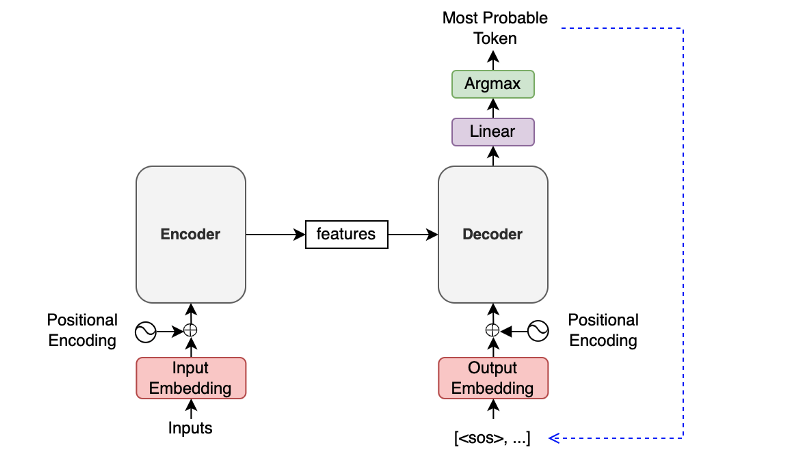 Most Probable
Token
Argmax
Linear
Encoder
features
Decoder
Positional
Encoding
Positional
Encoding
Input
Embedding
Output
Embedding
Inputs
[<sos>, ...]